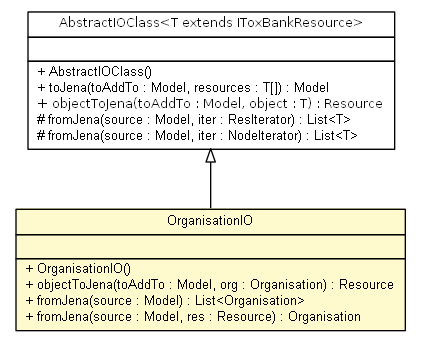 AbstractIOClass<T extends IToxBankResource>
+ AbstractIOClass()
+ toJena(toAddTo : Model, resources : T[]) : Model
+ objectToJena(toAddTo : Model, object : T) : Resource
# fromJena(source : Model, iter : ResIterator) : List<T>
# fromJena(source : Model, iter : NodeIterator) : List<T>
OrganisationIO
+ OrganisationIO()
+ objectToJena(toAddTo : Model, org : Organisation) : Resource
+ fromJena(source : Model) : List<Organisation>
+ fromJena(source : Model, res : Resource) : Organisation